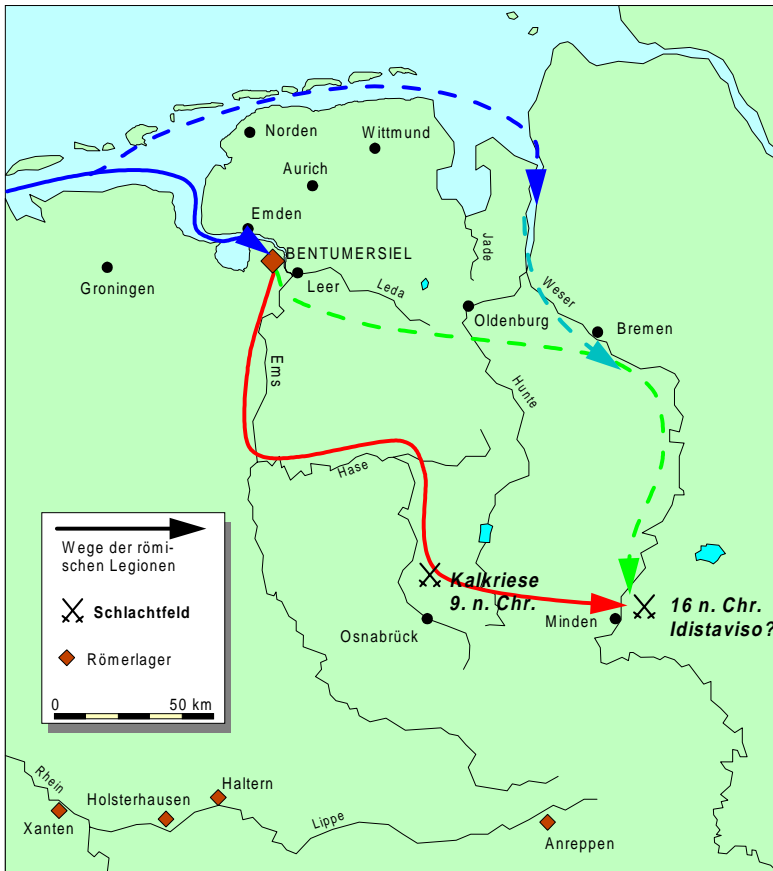 Norden
Wittmund
Aurich
Emden
BENTUMERSIEL
Groningen
Leer
Leda
Jade
Weser
Oldenburg
Bremen
Ems
Hunte
Hase
Wege der römi-
schen Legionen
Schlachtfeld
Römerlager
0 50 km
Kalkriese
9. n. Chr.
Osnabrück
Minden
16 n. Chr.
Idistaviso?
Rhein
Xanten
Holsterhausen
Haltern
Lippe
Anreppen